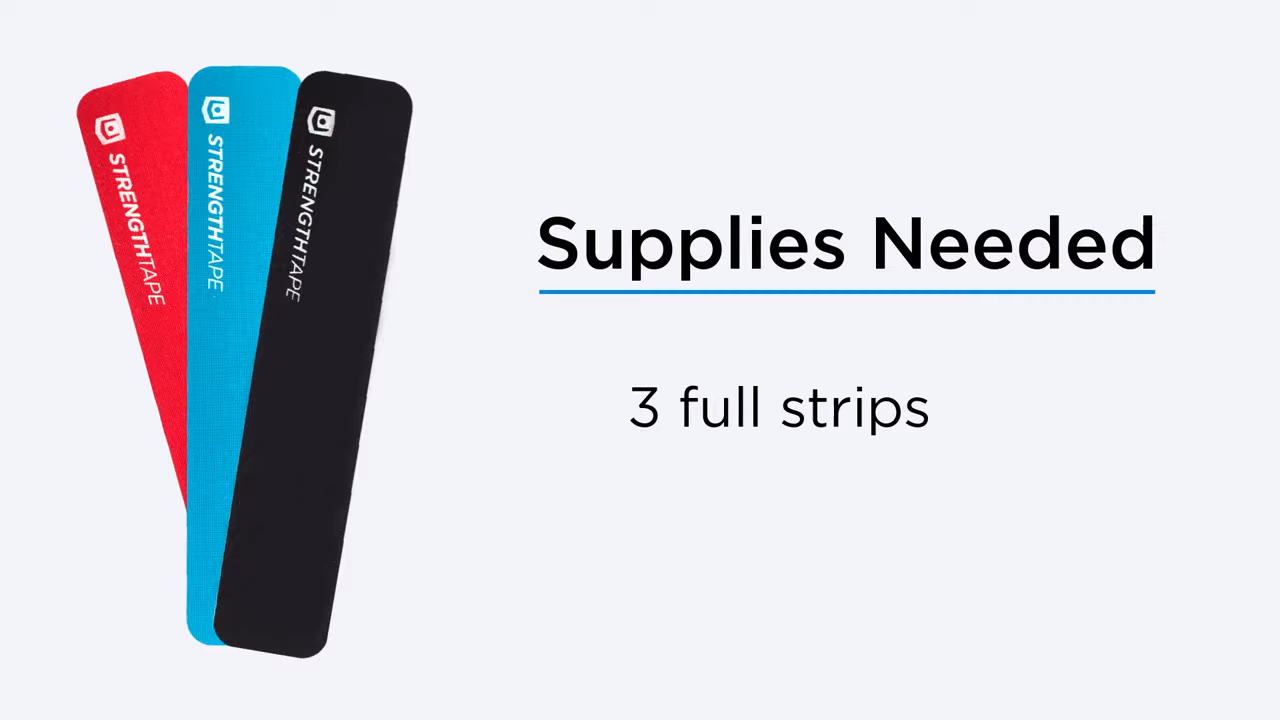 STRENGTHTAPE
STRENGTHTAPE
STRENGTHTAPE
Supplies Needed
3 full strips